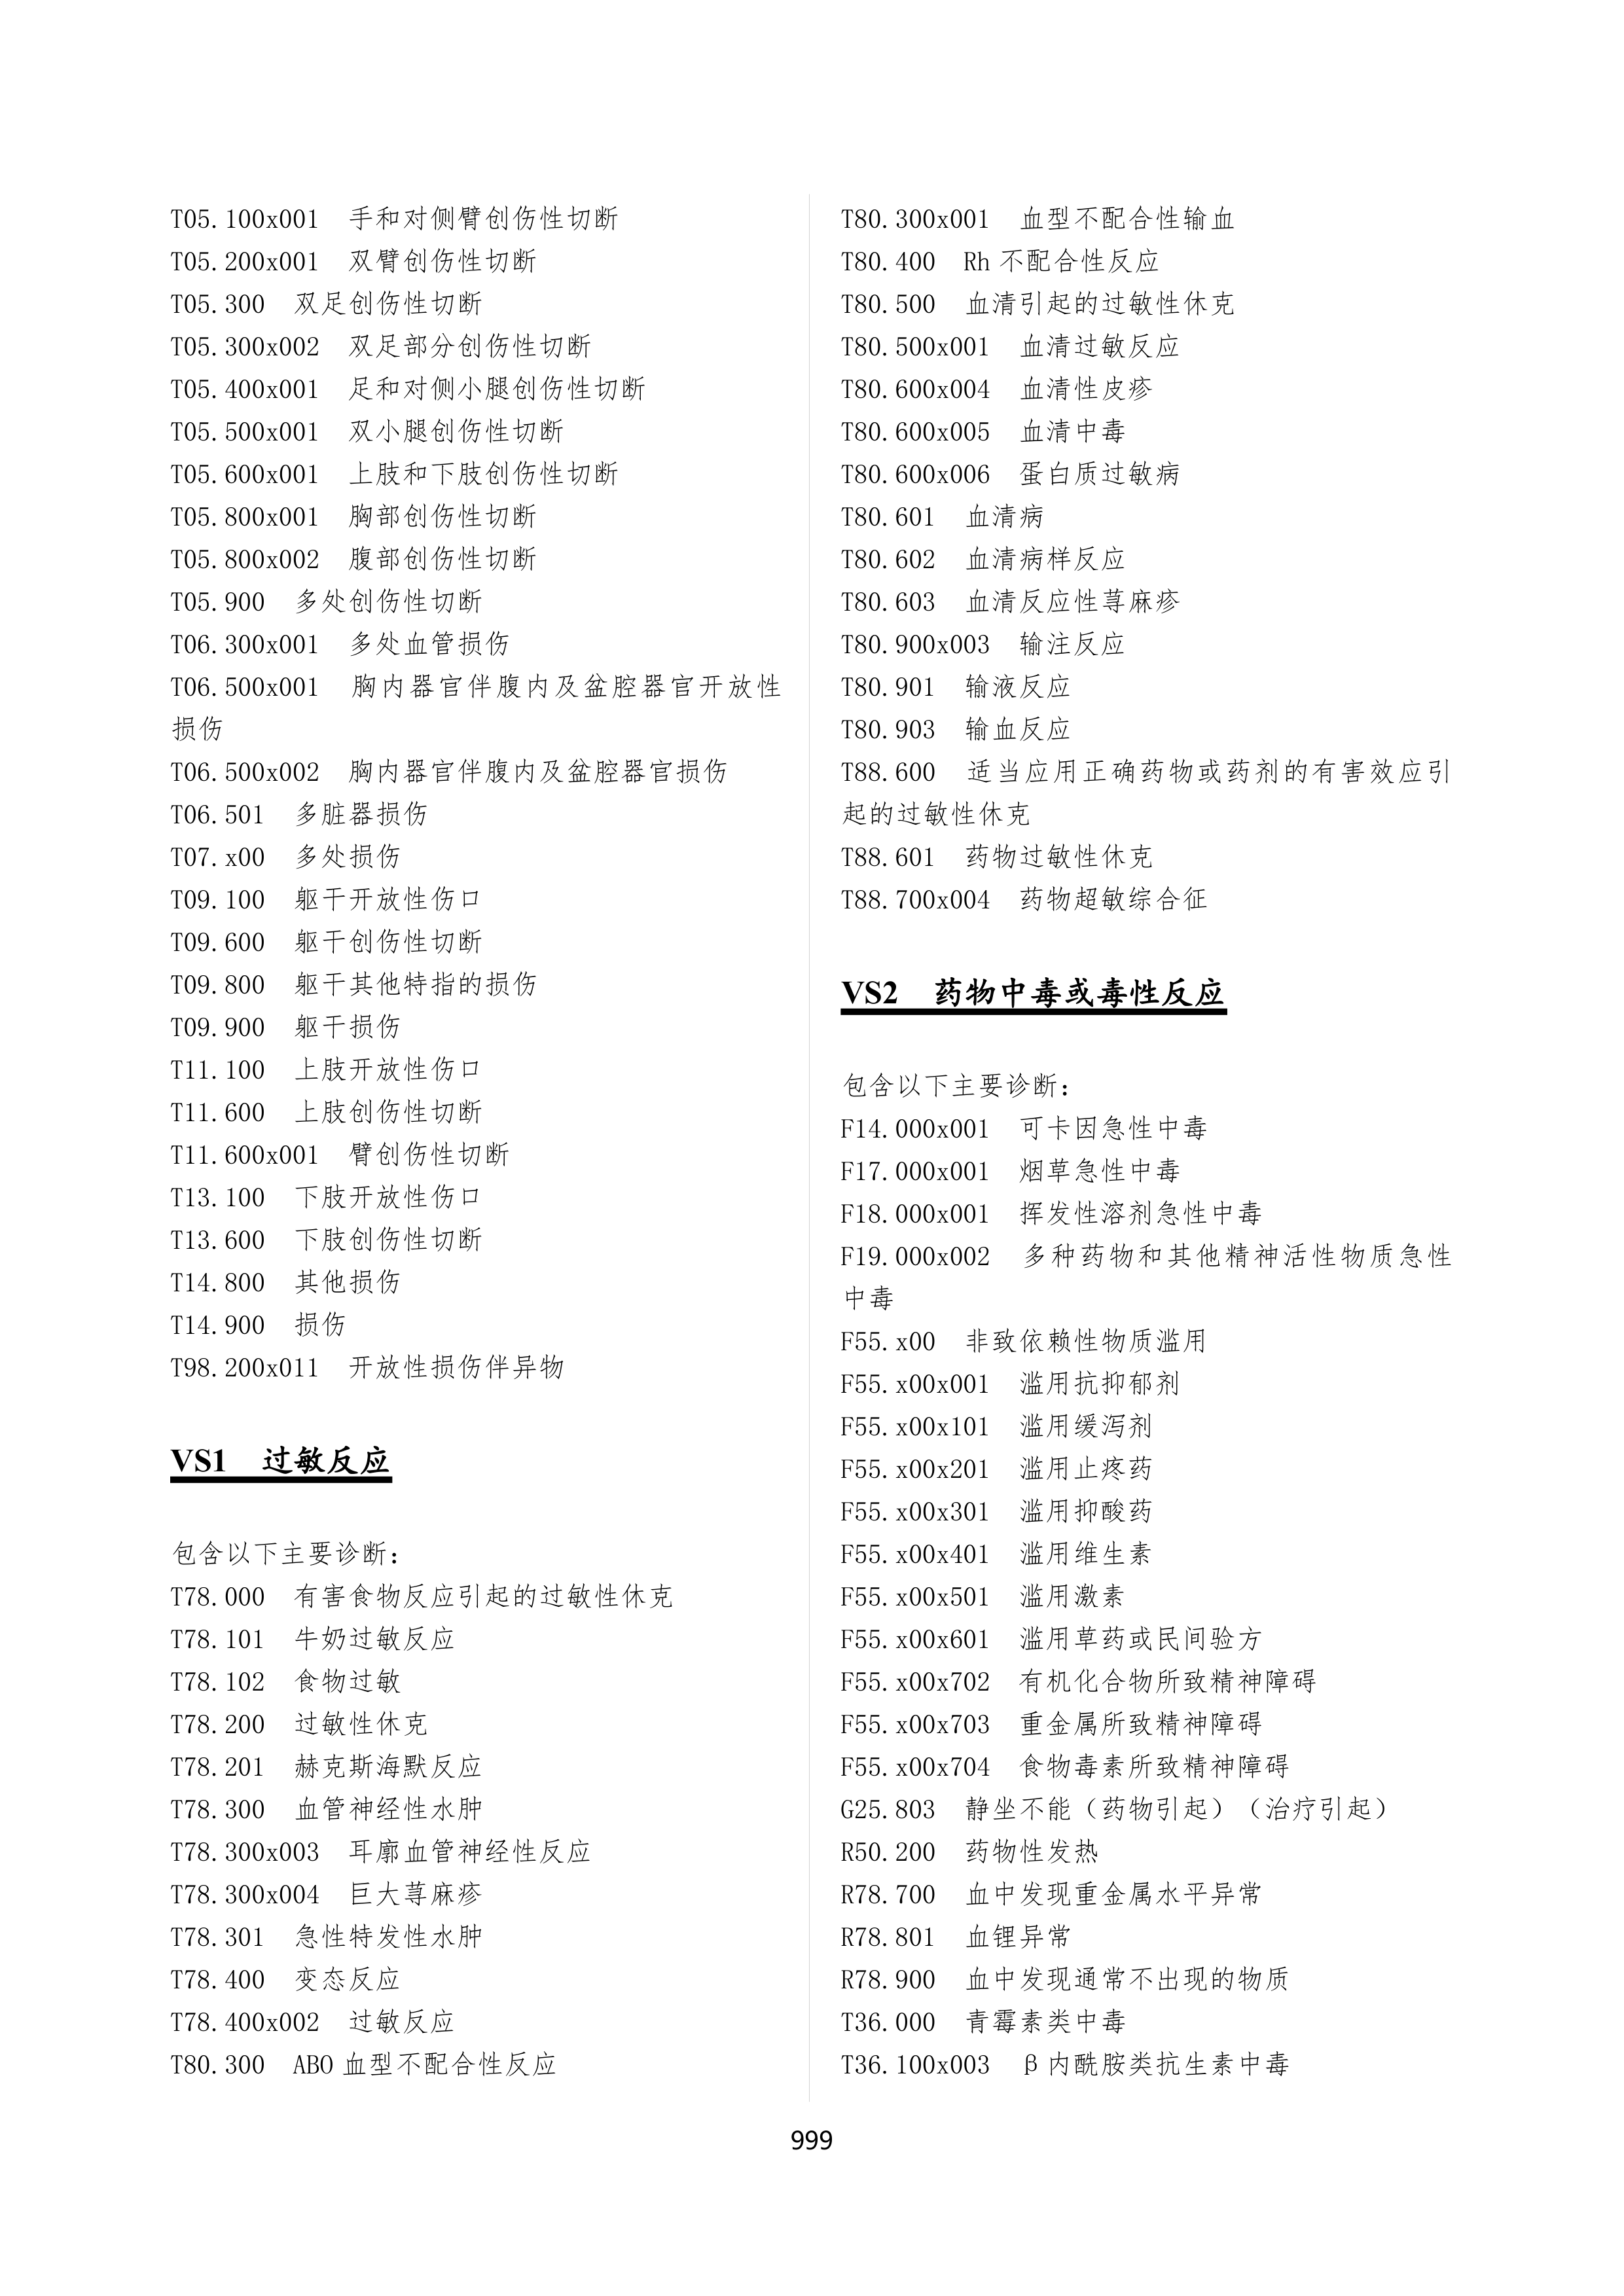 T05.100x001 手和对侧臂创伤性切断
T05.200x001 双臂创伤性切断
T05.300 双足创伤性切断
T05.300x002 双足部分创伤性切断
T05.400x001 足和对侧小腿创伤性切断
T05.500x001 双小腿创伤性切断
T05.600x001 上肢和下肢创伤性切断
T05.800x001 胸部创伤性切断
T05.800x002 腹部创伤性切断
T05.900 多处创伤性切断
T06.300x001 多处血管损伤
T06.500x001 胸内器官伴腹内及盆腔器官开放性
损伤
T06.500x002 胸内器官伴腹内及盆腔器官损伤
T06.501 多脏器损伤
T07.x00 多处损伤
T09.100 躯干开放性伤口
T09.600 躯干创伤性切断
T09.800 躯干其他特指的损伤
T09.900 躯干损伤
T11.100 上肢开放性伤口
T11.600 上肢创伤性切断
T11.600x001 臂创伤性切断
T13.100 下肢开放性伤口
T13.600 下肢创伤性切断
T14.800 其他损伤
T14.900 损伤
T98.200x011 开放性损伤伴异物
VS1 过敏反应
包含以下主要诊断：
T78.000 有害食物反应引起的过敏性休克
T78.101 牛奶过敏反应
T78.102 食物过敏
T78.200 过敏性休克
T78.201 赫克斯海默反应
T78.300 血管神经性水肿
T78.300x003 耳廓血管神经性反应
T78.300x004 巨大荨麻疹
T78.301 急性特发性水肿
T78.400 变态反应
T78.400x002 过敏反应
T80.300 ABO 血型不配合性反应
T80.300x001 血型不配合性输血
T80.400 Rh 不配合性反应
T80.500 血清引起的过敏性休克
T80.500x001 血清过敏反应
T80.600x004 血清性皮疹
T80.600x005 血清中毒
T80.600x006 蛋白质过敏病
T80.601 血清病
T80.602 血清病样反应
T80.603 血清反应性荨麻疹
T80.900x003 输注反应
T80.901 输液反应
T80.903 输血反应
T88.600 适当应用正确药物或药剂的有害效应引
起的过敏性休克
T88.601 药物过敏性休克
T88.700x004 药物超敏综合征
VS2 药物中毒或毒性反应
包含以下主要诊断：
F14.000x001 可卡因急性中毒
F17.000x001 烟草急性中毒
F18.000x001 挥发性溶剂急性中毒
F19.000x002 多种药物和其他精神活性物质急性
中毒
F55.x00 非致依赖性物质滥用
F55.x00x001 滥用抗抑郁剂
F55.x00x101 滥用缓泻剂
F55.x00x201 滥用止疼药
F55.x00x301 滥用抑酸药
F55.x00x401 滥用维生素
F55.x00x501 滥用激素
F55.x00x601 滥用草药或民间验方
F55.x00x702 有机化合物所致精神障碍
F55.x00x703 重金属所致精神障碍
F55.x00x704 食物毒素所致精神障碍
G25.803 静坐不能（药物引起）（治疗引起）
R50.200 药物性发热
R78.700 血中发现重金属水平异常
R78.801 血锂异常
R78.900 血中发现通常不出现的物质
T36.000 青霉素类中毒
T36.100x003 β内酰胺类抗生素中毒
999